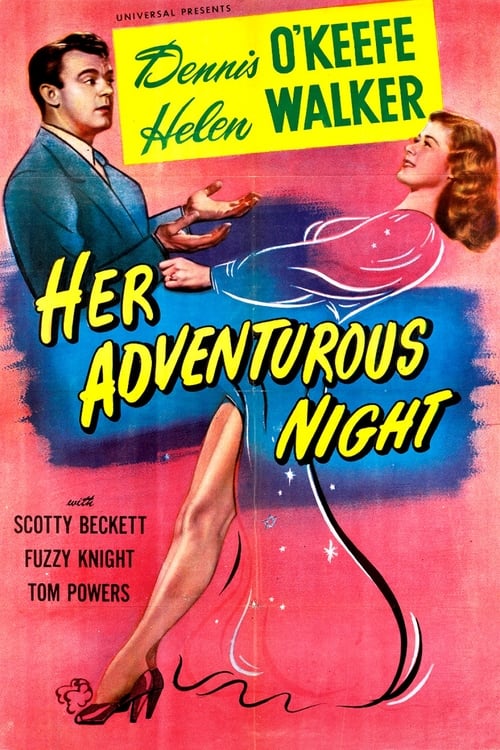 UNIVERSAL PRESENTS
Dennis O'KEEFE
Helen WALKER
HER
ADVENTUROUS
NIGHT
with
SCOTTY BECKETT
FUZZY KNIGHT
TOM POWERS